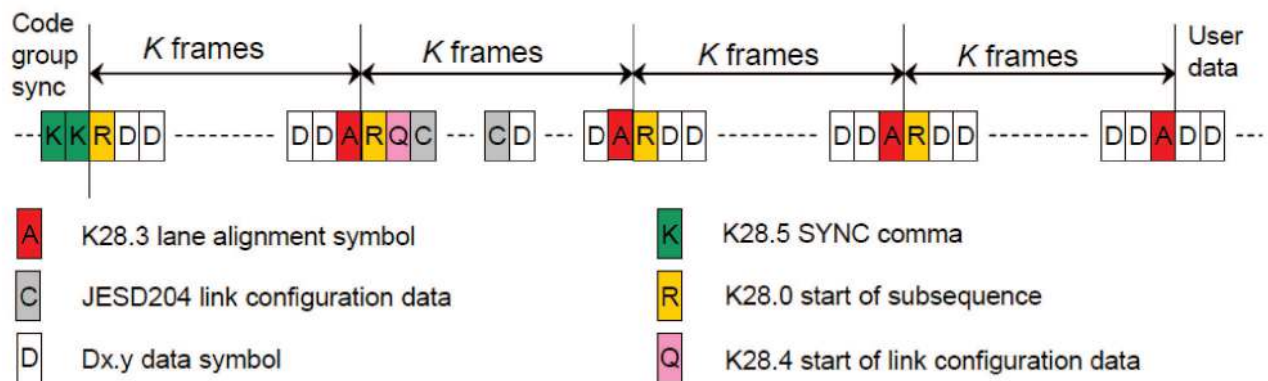 Code
group
sync
K frames
K frames
K frames
K frames
User
data
K K R D D D D A R Q C C D D A R D D D D A R D D D D A D D
A K28.3 lane alignment symbol
K K28.5 SYNC comma
C JESD204 link configuration data
R K28.0 start of subsequence
D Dx.y data symbol
Q K28.4 start of link configuration data